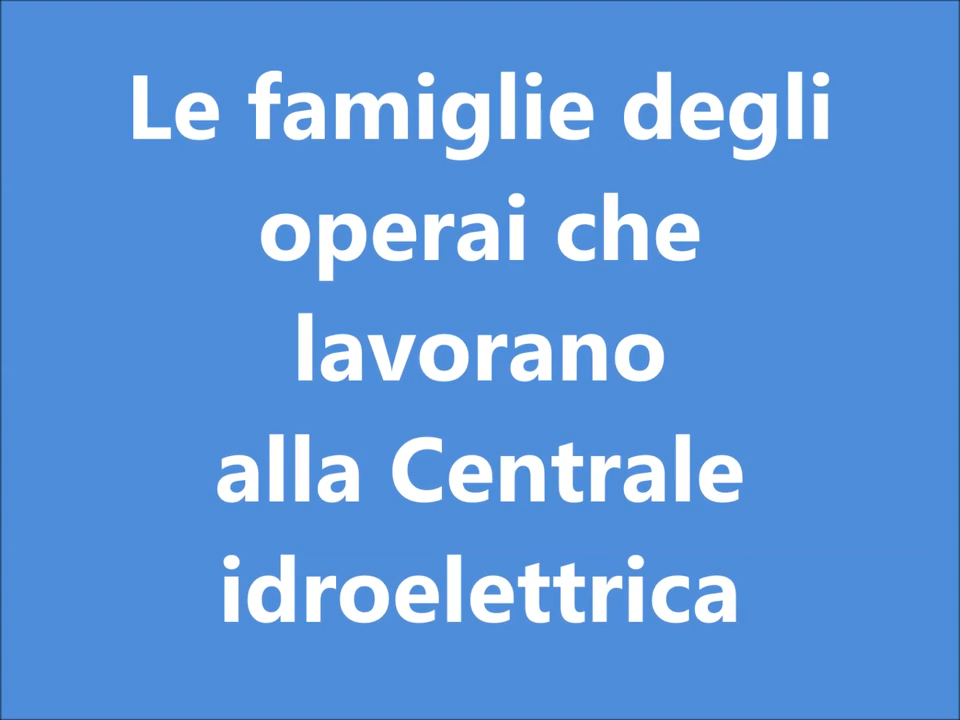 Le famiglie degli
operai che
lavorano
alla Centrale
idroelettrica